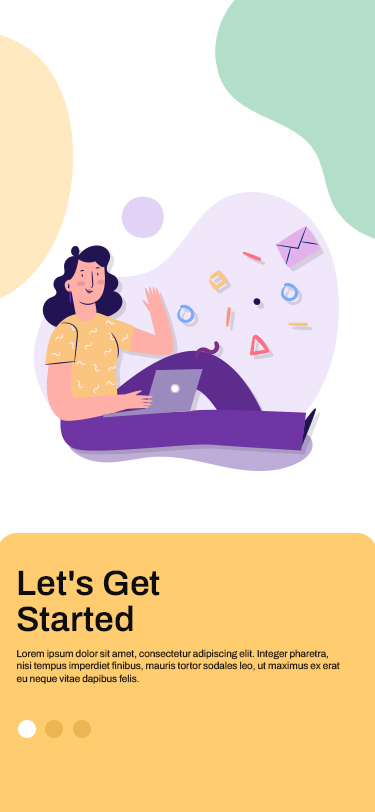 Let's Get
Started
Lorem ipsum dolor sit amet, consectetur adipiscing elit. Integer pharetra,
nisi tempus imperdiet finibus, mauris tortor sodales leo, ut maximus ex erat
eu neque vitae dapibus felis.